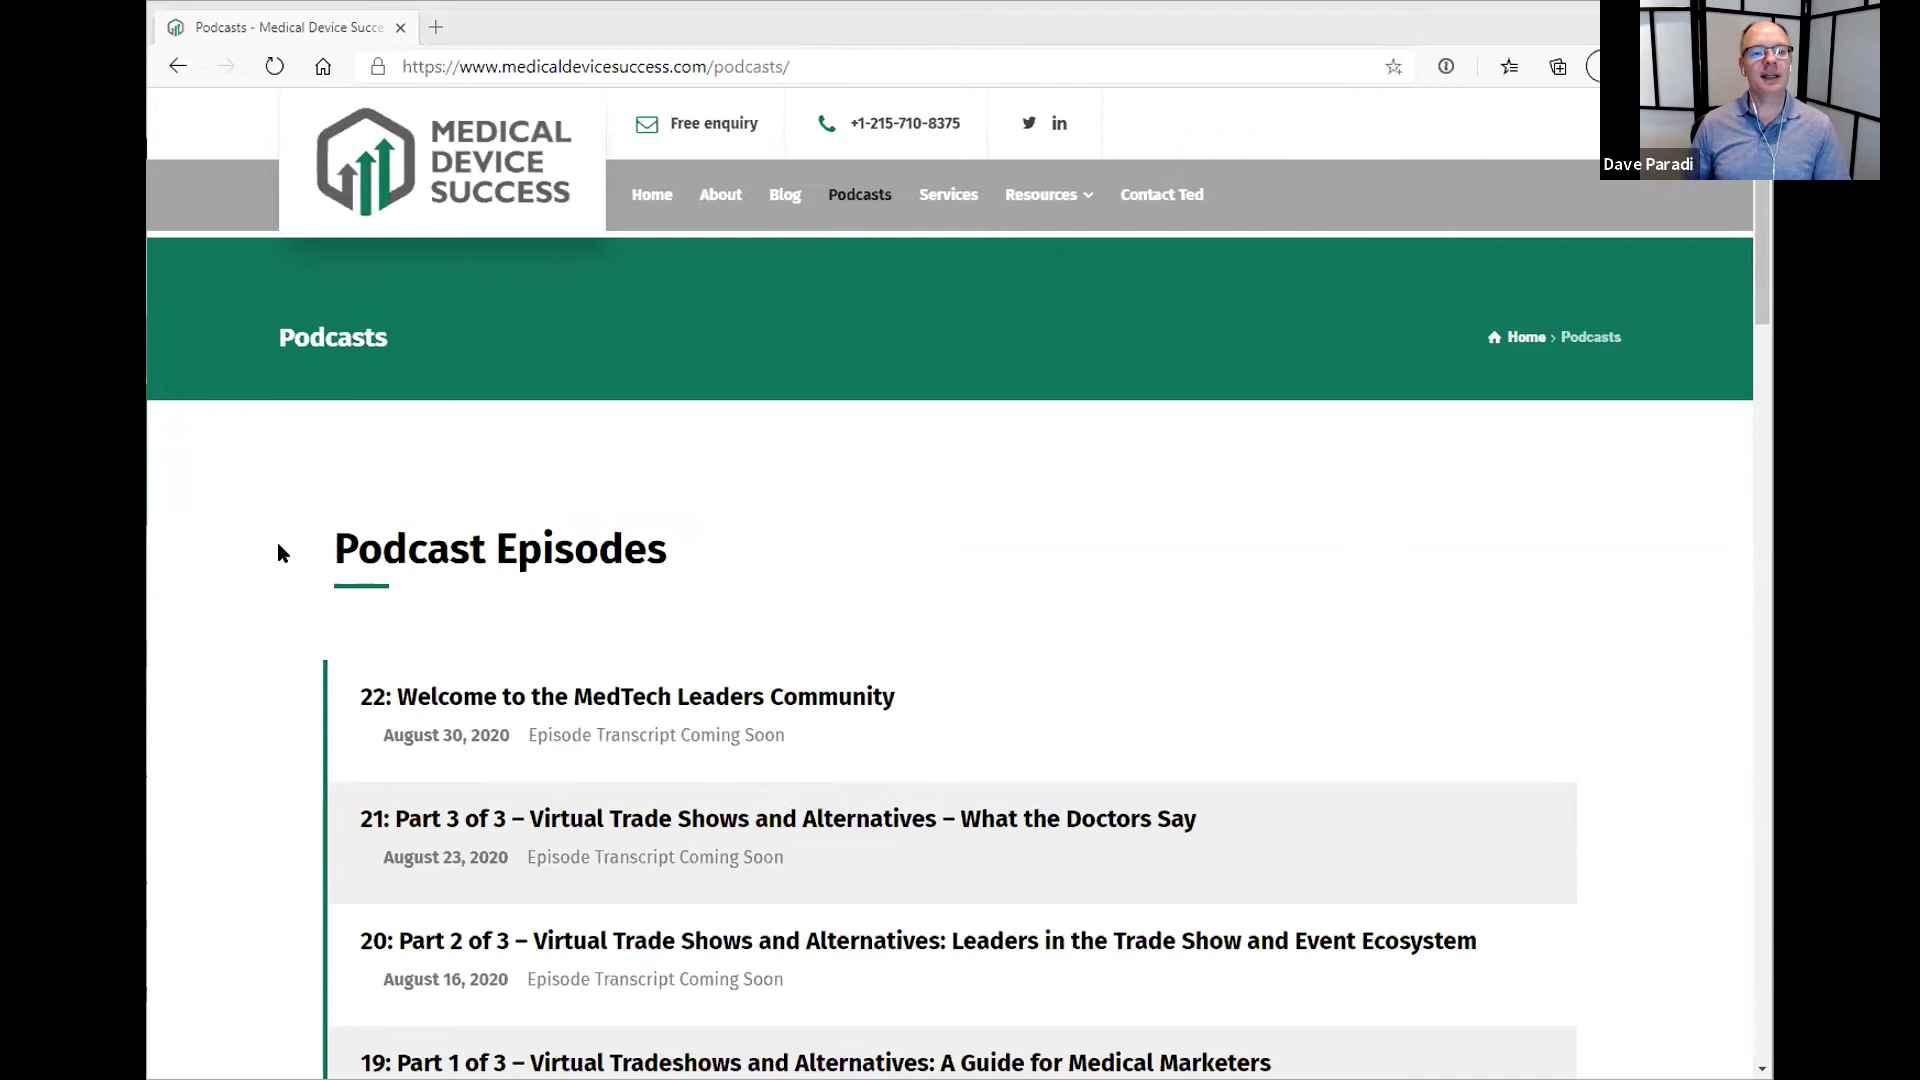 Podcasts - Medical Device Succe
https://www.medicaldevicesuccess.com/podcasts/
Dave Paradi
MEDICAL
DEVICE
SUCCESS
Free enquiry
+1-215-710-8375
Home About Blog Podcasts Services Resources Contact Ted
Podcasts
Home › Podcasts
Podcast Episodes
22: Welcome to the MedTech Leaders Community
August 30, 2020 Episode Transcript Coming Soon
21: Part 3 of 3 – Virtual Trade Shows and Alternatives – What the Doctors Say
August 23, 2020 Episode Transcript Coming Soon
20: Part 2 of 3 – Virtual Trade Shows and Alternatives: Leaders in the Trade Show and Event Ecosystem
August 16, 2020 Episode Transcript Coming Soon
19: Part 1 of 3 – Virtual Tradeshows and Alternatives: A Guide for Medical Marketers